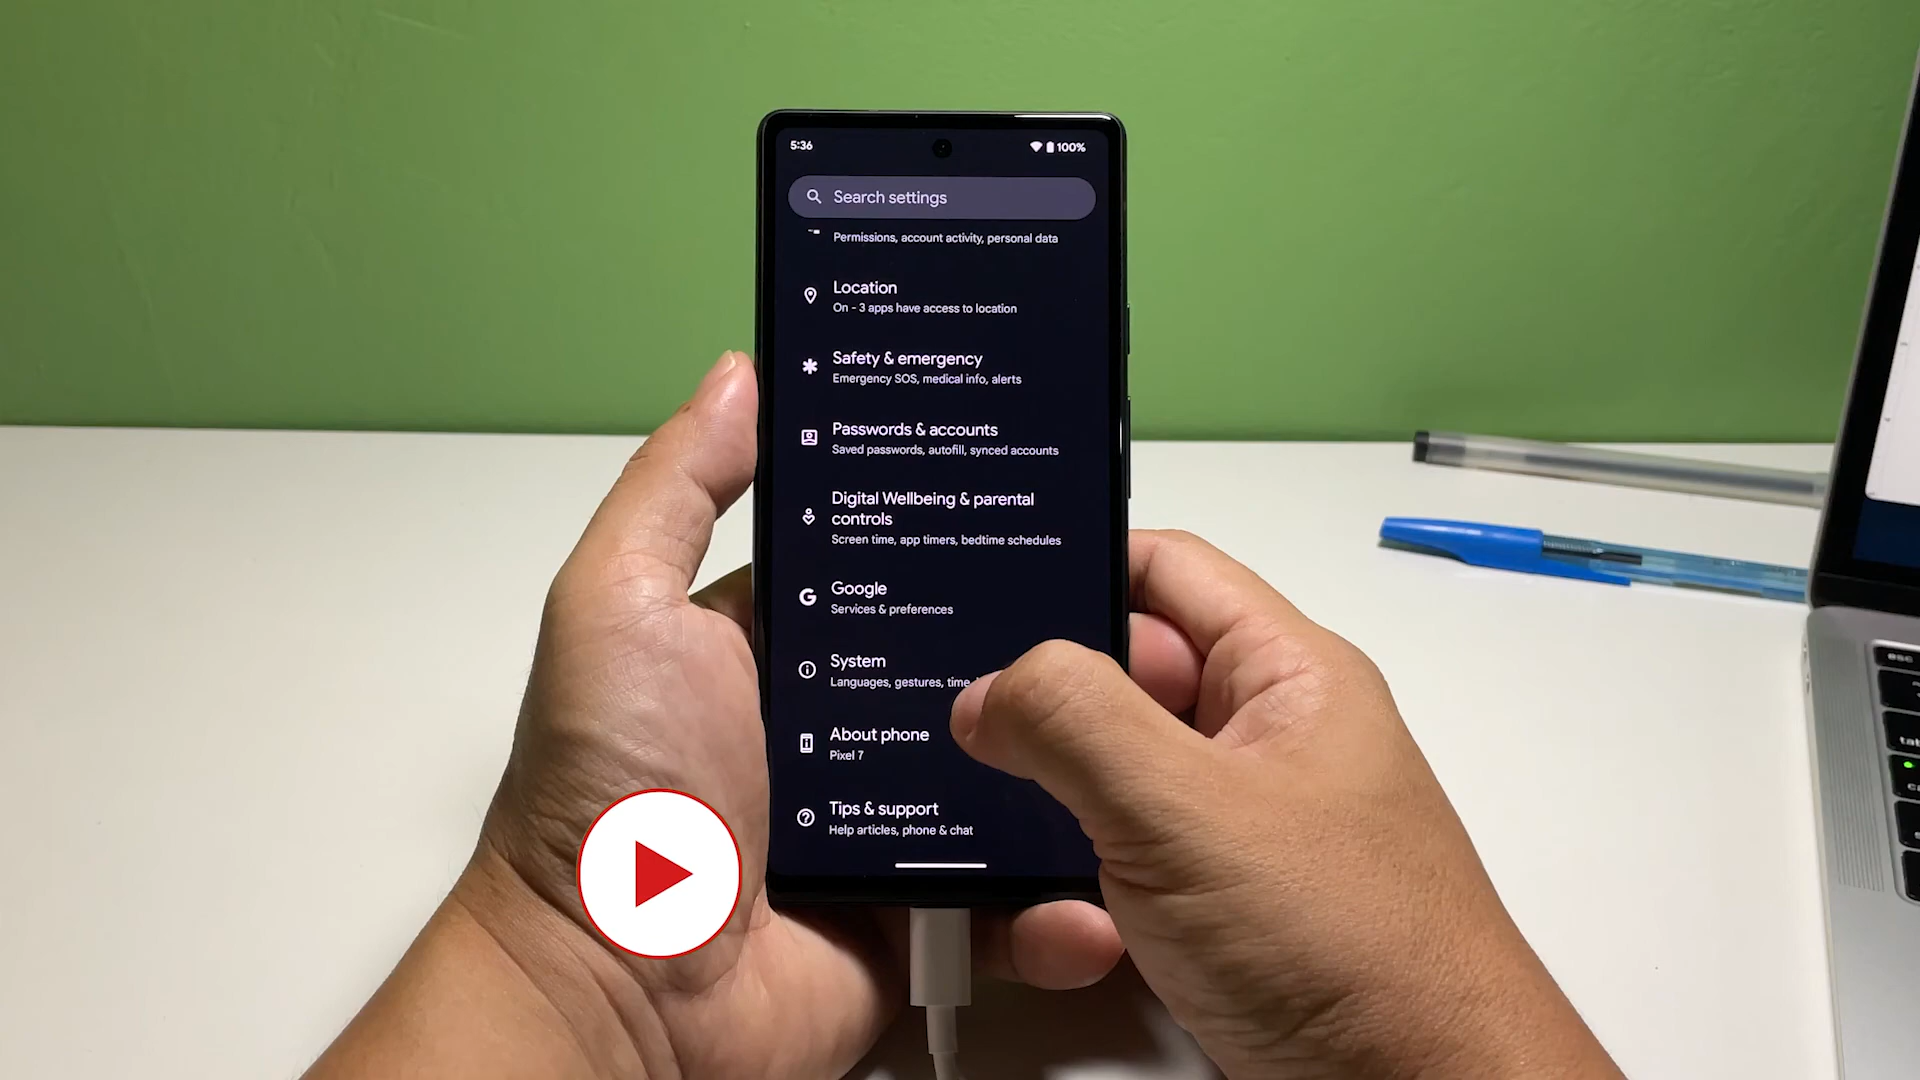 5:36
100%
Search settings
Permissions, account activity, personal data
Location
On - 3 apps have access to location
Safety & emergency
Emergency SOS, medical info, alerts
Passwords & accounts
Saved passwords, autofill, synced accounts
Digital Wellbeing & parental
controls
Screen time, app timers, bedtime schedules
Google
Services & preferences
System
Languages, gestures, time,
About phone
Pixel 7
Tips & support
Help articles, phone & chat
esc